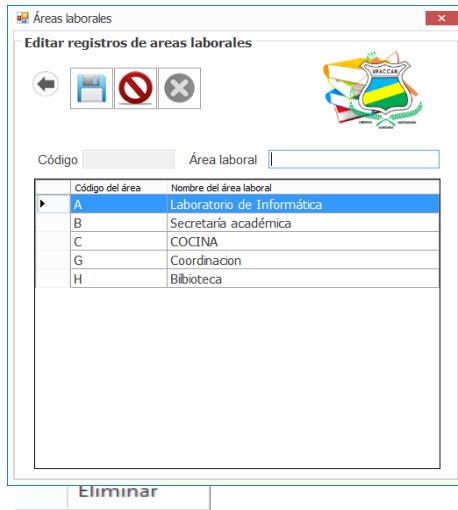 Áreas laborales
Editar registros de areas laborales
URACCAN
Código
Área laboral
Código del área Nombre del área laboral
A Laboratorio de Informática
B Secretaría académica
C COCINA
G Coordinacion
H Bilbioteca
Eliminar